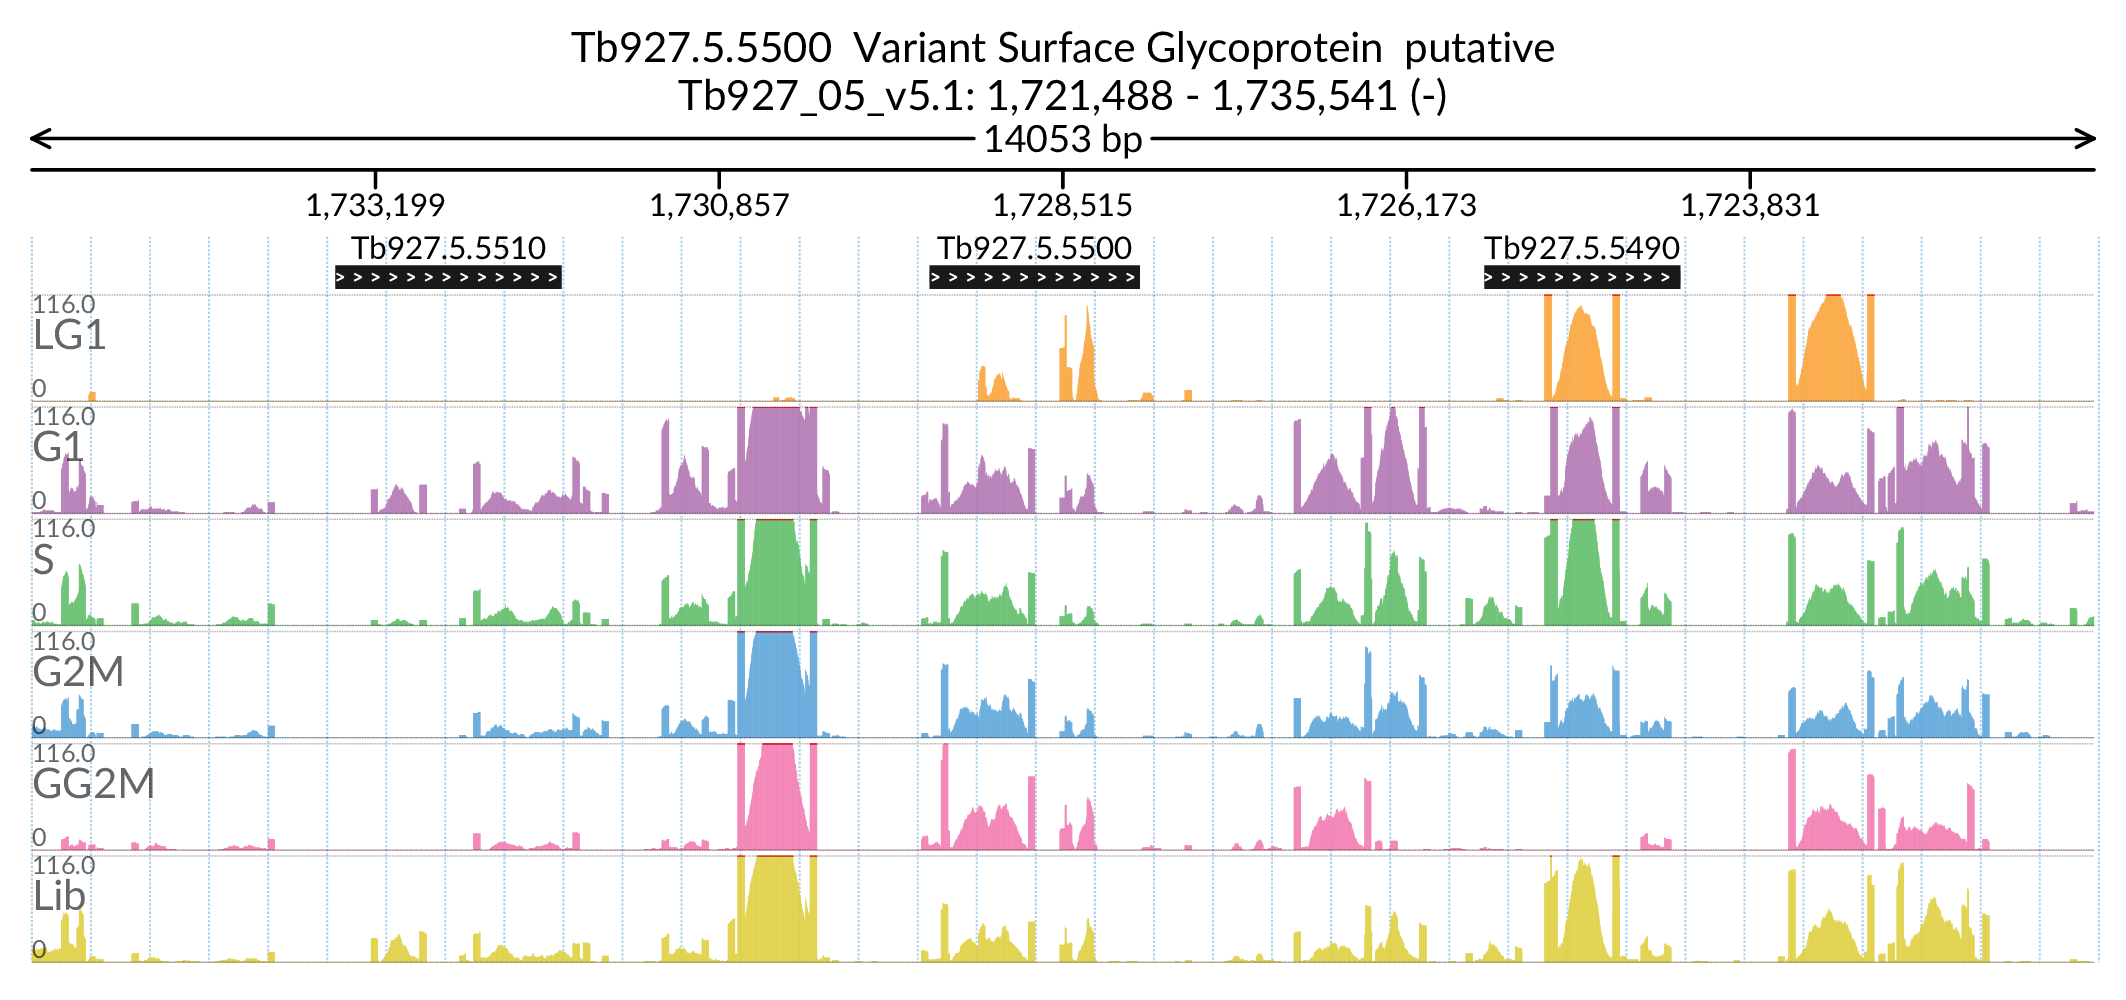 Tb927.5.5500  Variant Surface Glycoprotein  putative
Tb927_05_v5.1: 1,721,488 - 1,735,541 (-)
14053 bp
1,733,199 1,730,857 1,728,515 1,726,173 1,723,831
Tb927.5.5510 Tb927.5.5500 Tb927.5.5490
116.0
LG1
0
116.0
G1
0
116.0
S
0
116.0
G2M
0
116.0
GG2M
0
116.0
Lib
0